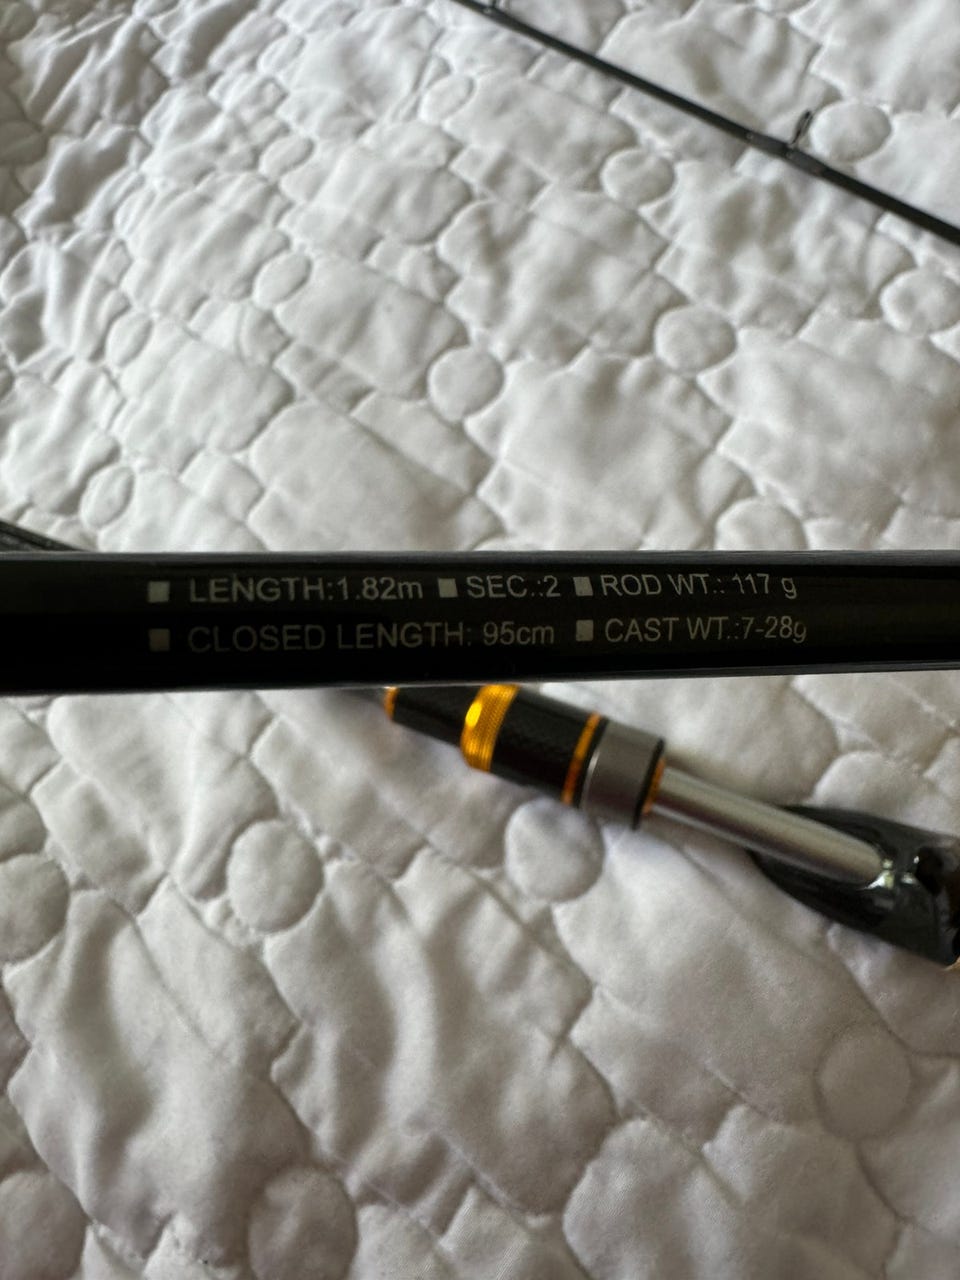 ■ LENGTH:1.82m ■ SEC.:2 ■ ROD WT.: 117 g
■ CLOSED LENGTH: 95cm ■ CAST WT.:7-28g